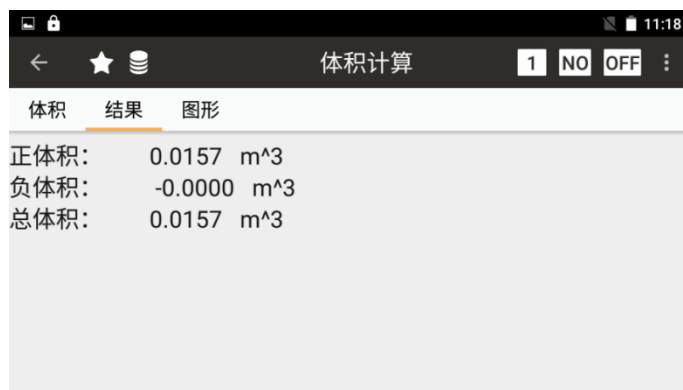 11:18
体积计算 1 NO OFF
体积 结果 图形
正体积： 0.0157 m^3
负体积： -0.0000 m^3
总体积： 0.0157 m^3